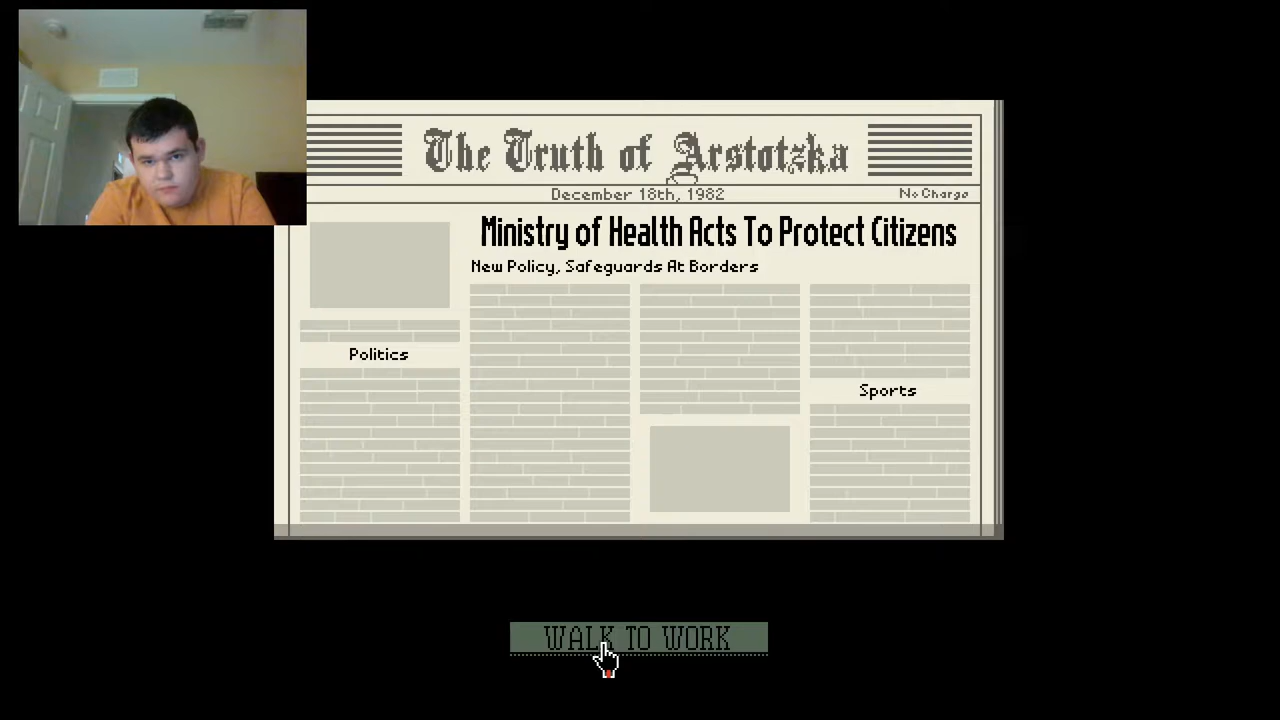 The Truth of Arstotzka
December 18th, 1982
No Charge
Ministry of Health Acts To Protect Citizens
New Policy, Safeguards At Borders
Politics
Sports
WALK TO WORK